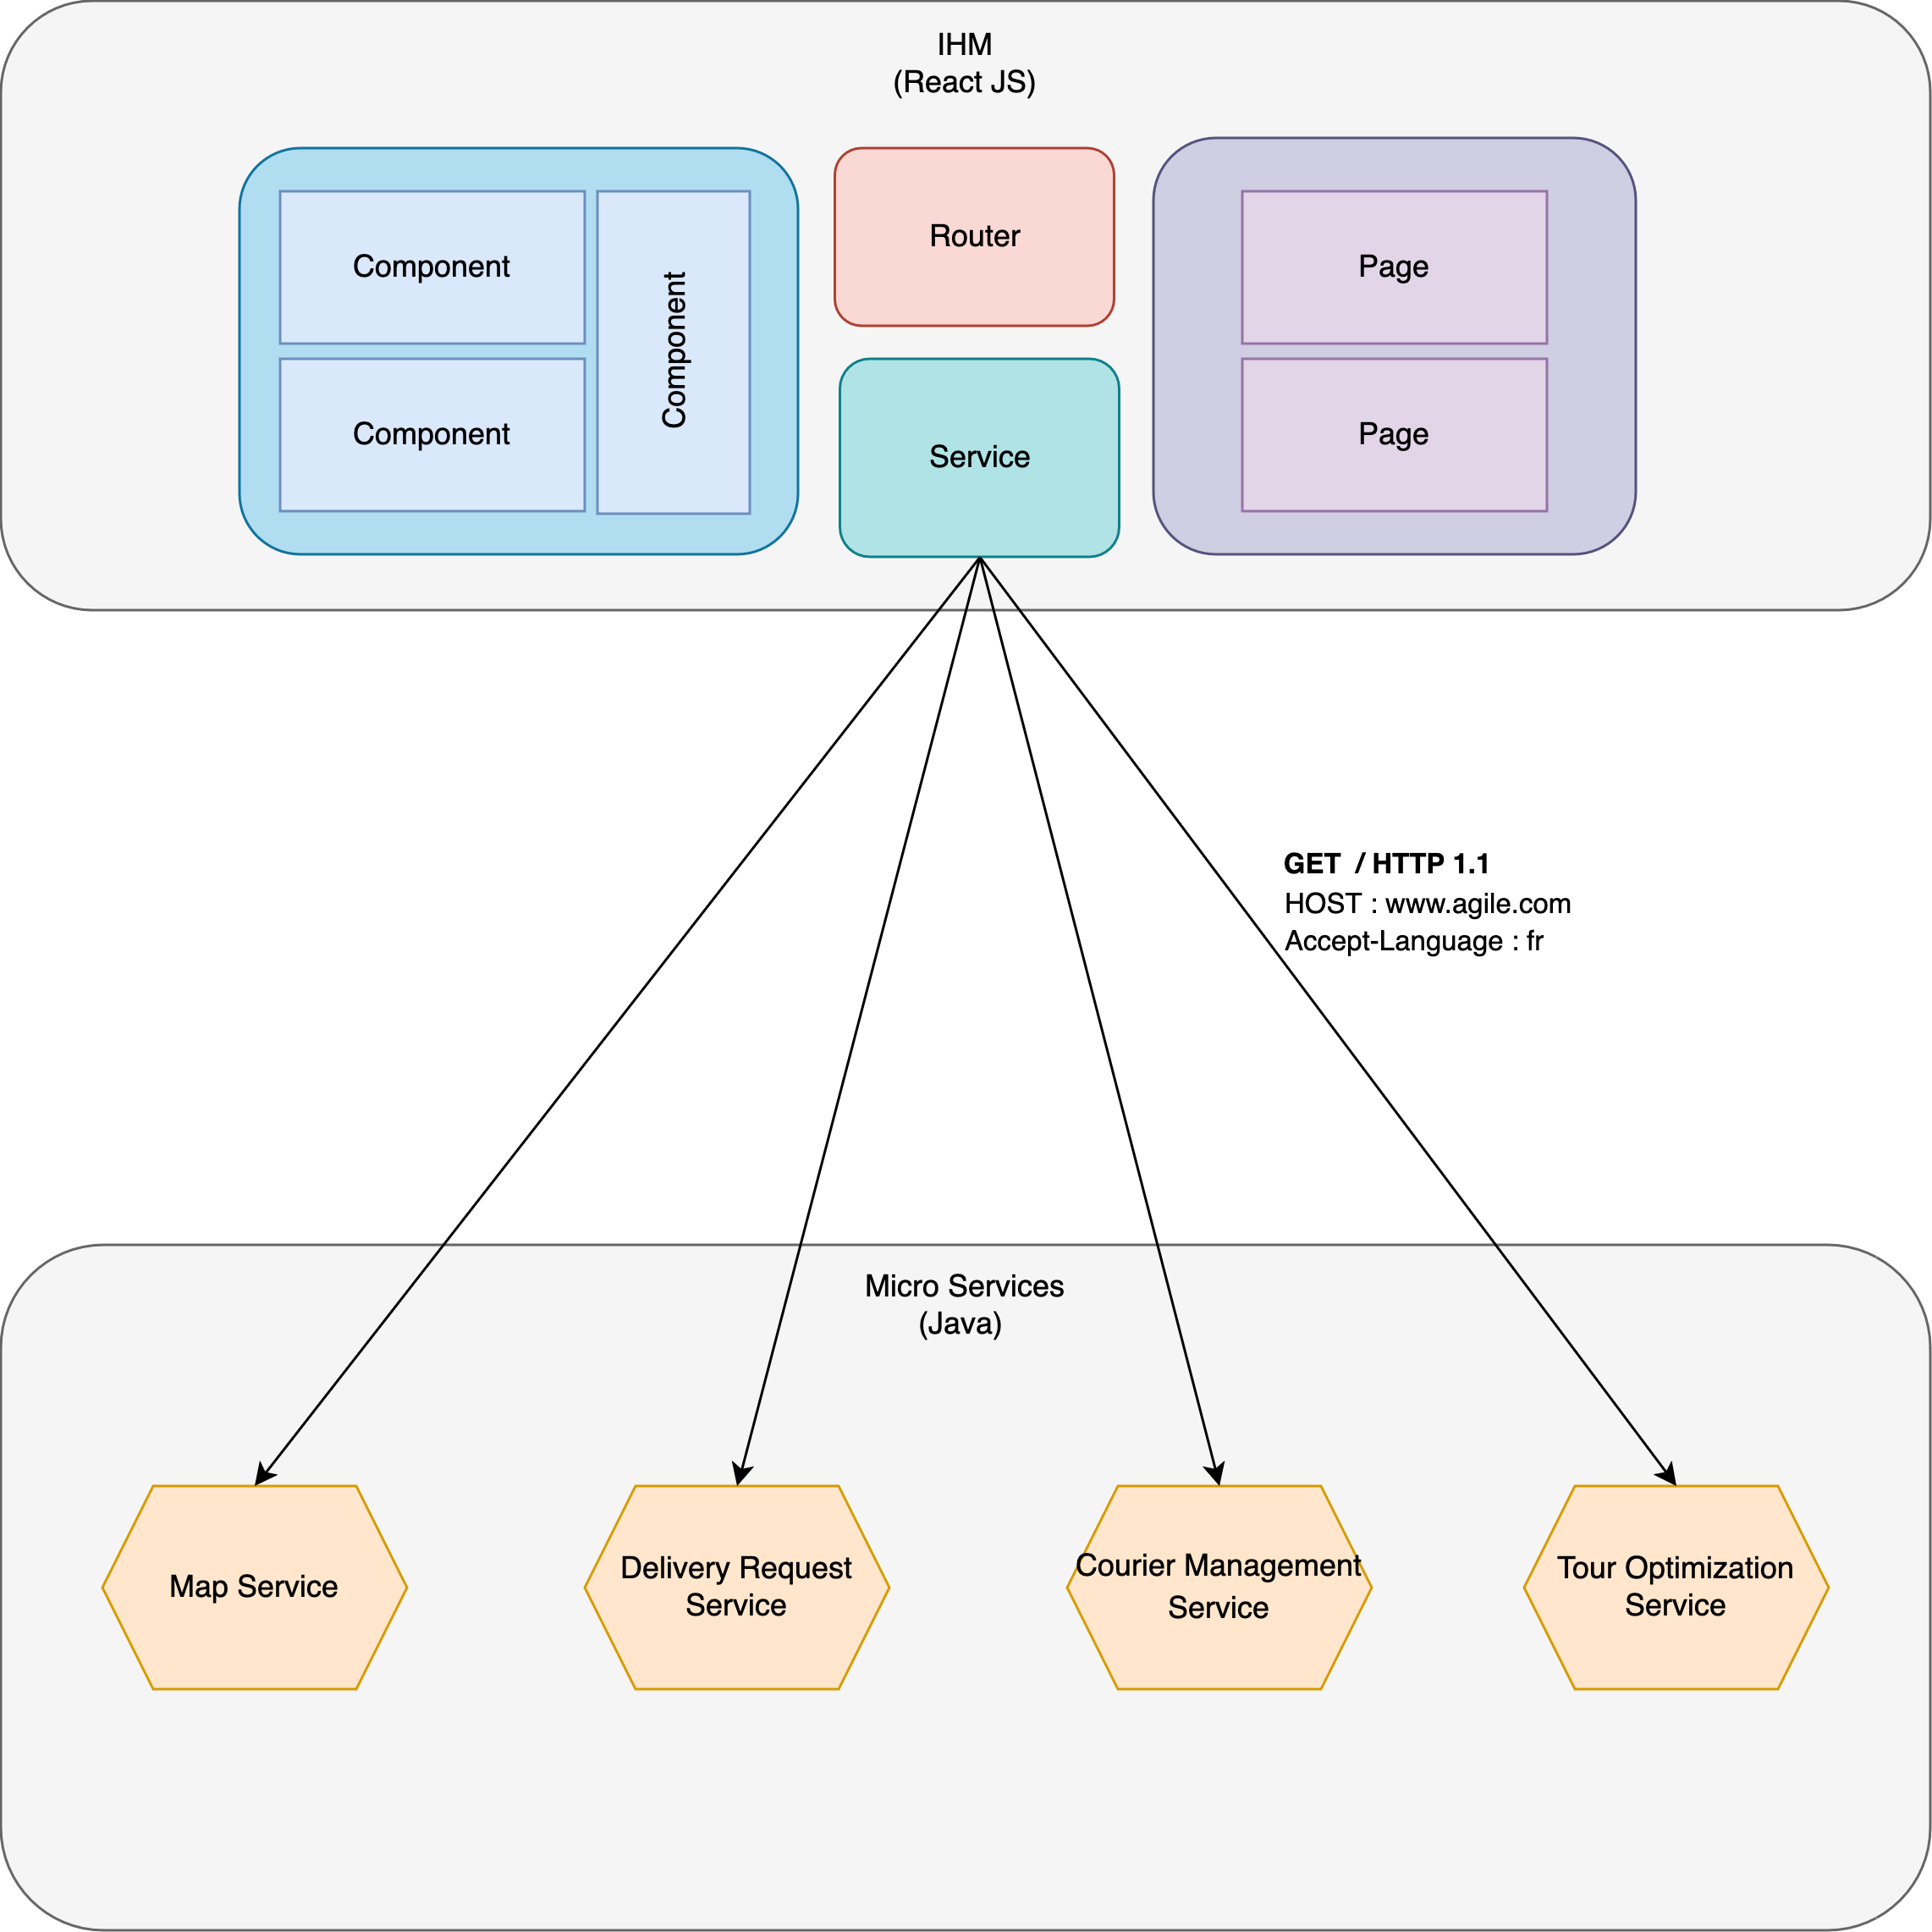 IHM
(React JS)
Component
Component
Component
Router
Service
Page
Page
GET / HTTP 1.1
HOST : www.agile.com
Accept-Language : fr
Micro Services
(Java)
Map Service
Delivery Request
Service
Courier Management
Service
Tour Optimization
Service